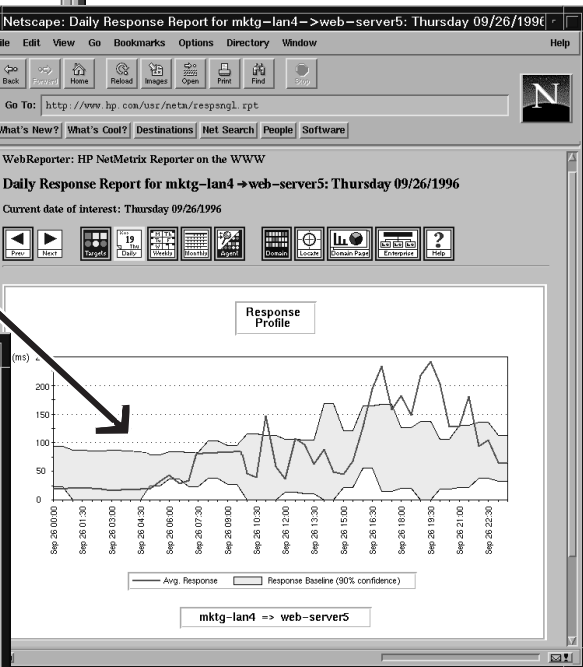 Netscape: Daily Response Report for mktg-lan4->web-server5: Thursday 09/26/1996
ile Edit View Go Bookmarks Options Directory Window Help
Back Forward Home Reload Images Open Print Find Stop
Go To: http://www.hp.com/usr/netm/respsngl.rpt
N
What's New? What's Cool? Destinations Net Search People Software
WebReporter: HP NetMetrix Reporter on the WWW
Daily Response Report for mktg-lan4 →web-server5: Thursday 09/26/1996
Current date of interest: Thursday 09/26/1996
19
Prev Next Targets Daily Weekly Monthly Agent Domain Locate Domain Page Enterprise ? Help
Response
Profile
(ms) 2
200
150
100
50
0
Sep 26 00:00
Sep 26 01:30
Sep 26 03:00
Sep 26 04:30
Sep 26 06:00
Sep 26 07:30
Sep 26 09:00
Sep 26 10:30
Sep 26 12:00
Sep 26 13:30
Sep 26 15:00
Sep 26 16:30
Sep 26 18:00
Sep 26 19:30
Sep 26 21:00
Sep 26 22:30
Avg. Response Response Baseline (90% confidence)
mktg-lan4 => web-server5